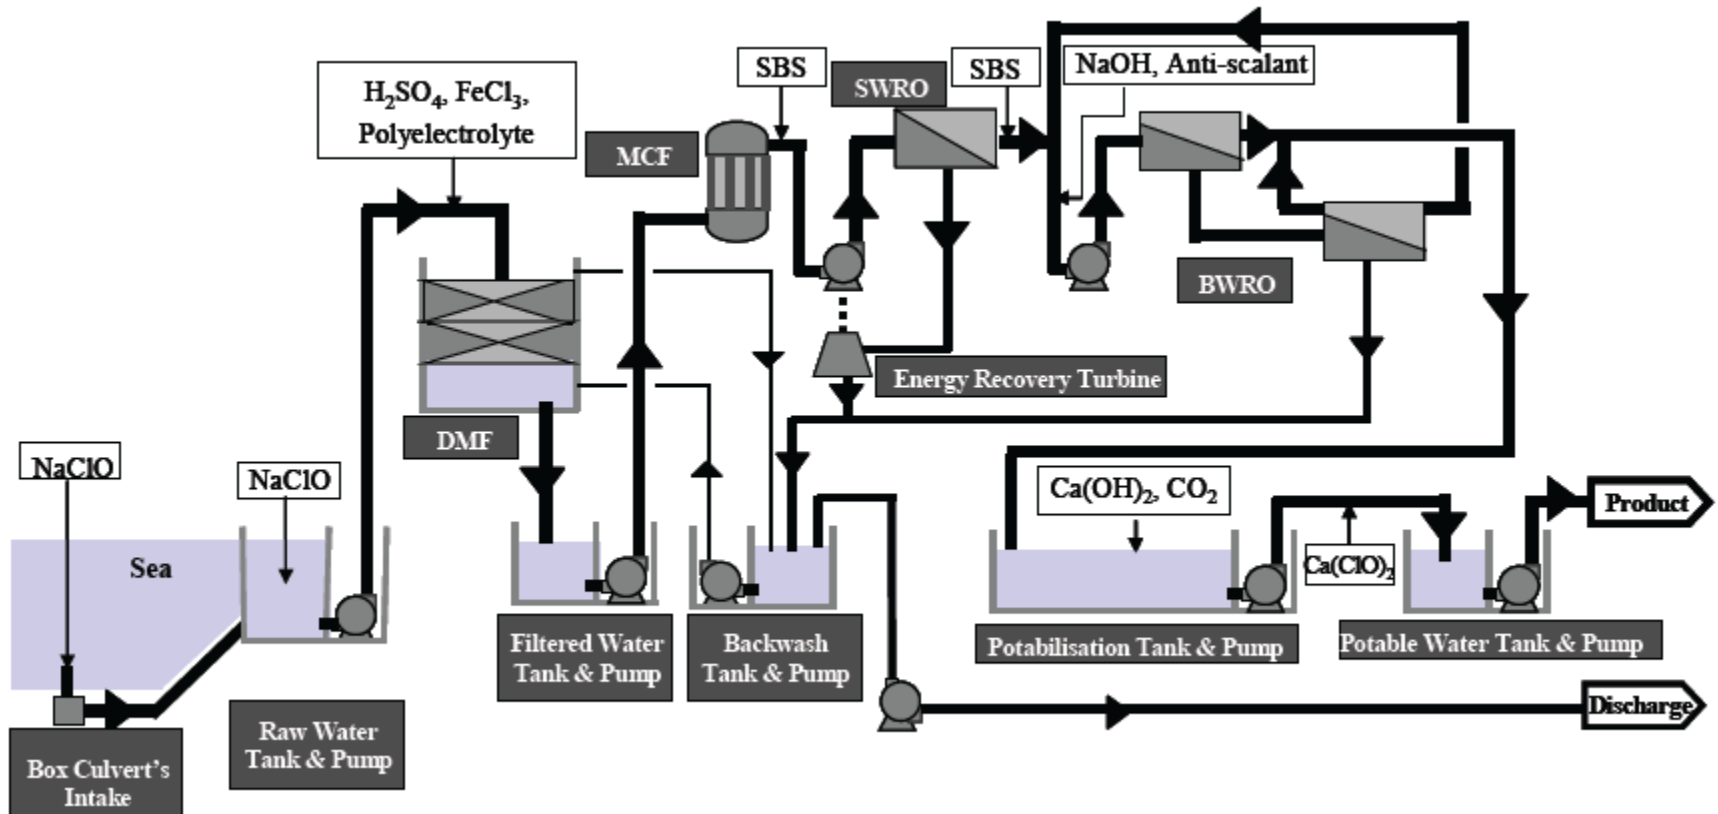 SBS
SWRO
SBS
NaOH, Anti-scalant
H₂SO₄, FeCl₃,
Polyelectrolyte
MCF
BWRO
Energy Recovery Turbine
DMF
NaClO
NaClO
Sea
Ca(OH)₂, CO₂
Ca(ClO)₂
Product
Filtered Water
Tank & Pump
Backwash
Tank & Pump
Potabilisation Tank & Pump
Potable Water Tank & Pump
Discharge
Raw Water
Tank & Pump
Box Culvert's
Intake